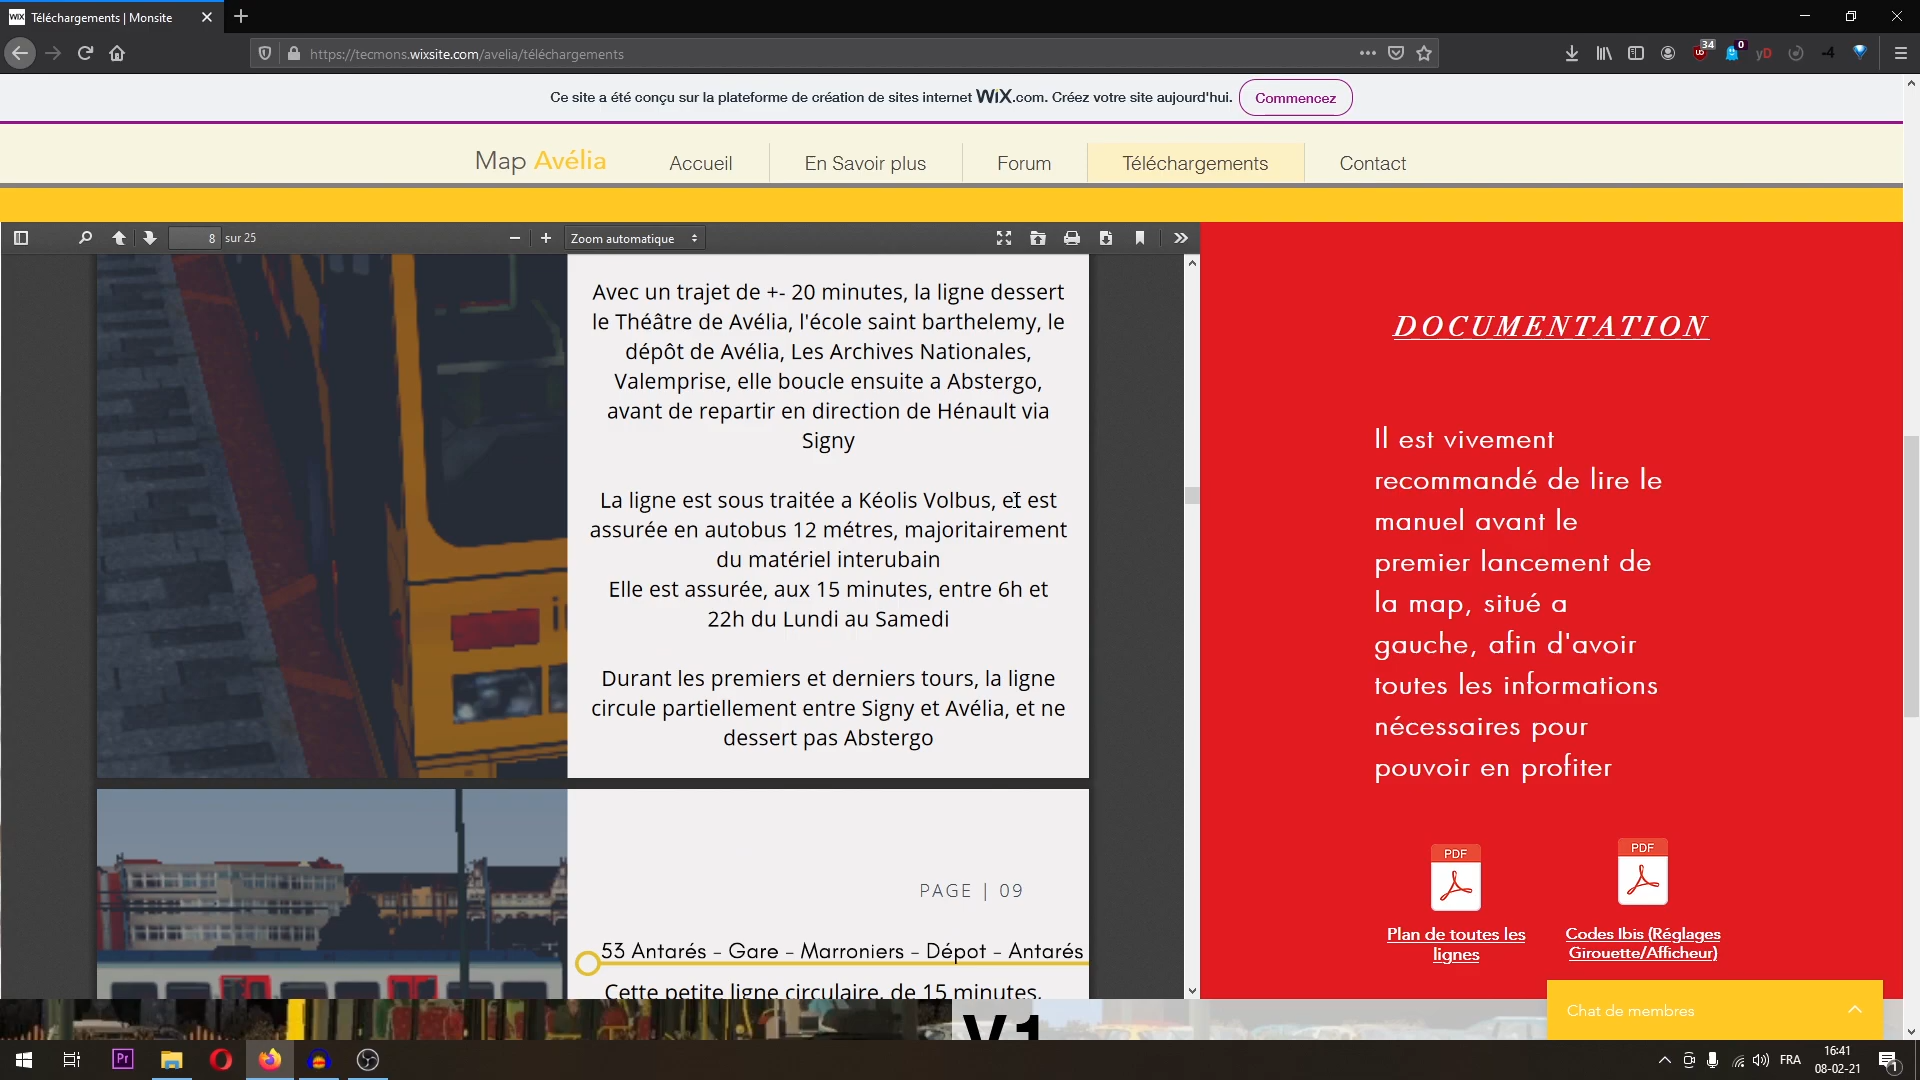 WiX Téléchargements | Monsite
https://tecmons.wixsite.com/avelia/téléchargements
34
0
yD
-4
Ce site a été conçu sur la plateforme de création de sites internet WiX.com. Créez votre site aujourd'hui. Commencez
Map Avélia
Accueil
En Savoir plus
Forum
Téléchargements
Contact
8 sur 25
Zoom automatique
Avec un trajet de +- 20 minutes, la ligne dessert
le Théâtre de Avélia, l'école saint barthelemy, le
dépôt de Avélia, Les Archives Nationales,
Valemprise, elle boucle ensuite a Abstergo,
avant de repartir en direction de Hénault via
Signy
La ligne est sous traitée a Kéolis Volbus, et est
assurée en autobus 12 métres, majoritairement
du matériel interubain
Elle est assurée, aux 15 minutes, entre 6h et
22h du Lundi au Samedi
Durant les premiers et derniers tours, la ligne
circule partiellement entre Signy et Avélia, et ne
dessert pas Abstergo
PAGE | 09
53 Antarés - Gare - Marroniers - Dépot - Antarés
Cette petite ligne circulaire, de 15 minutes,
DOCUMENTATION
Il est vivement
recommandé de lire le
manuel avant le
premier lancement de
la map, situé a
gauche, afin d'avoir
toutes les informations
nécessaires pour
pouvoir en profiter
PDF
Plan de toutes les
lignes
PDF
Codes Ibis (Réglages
Girouette/Afficheur)
V1
Chat de membres
Pr
FRA
16:41
08-02-21
1